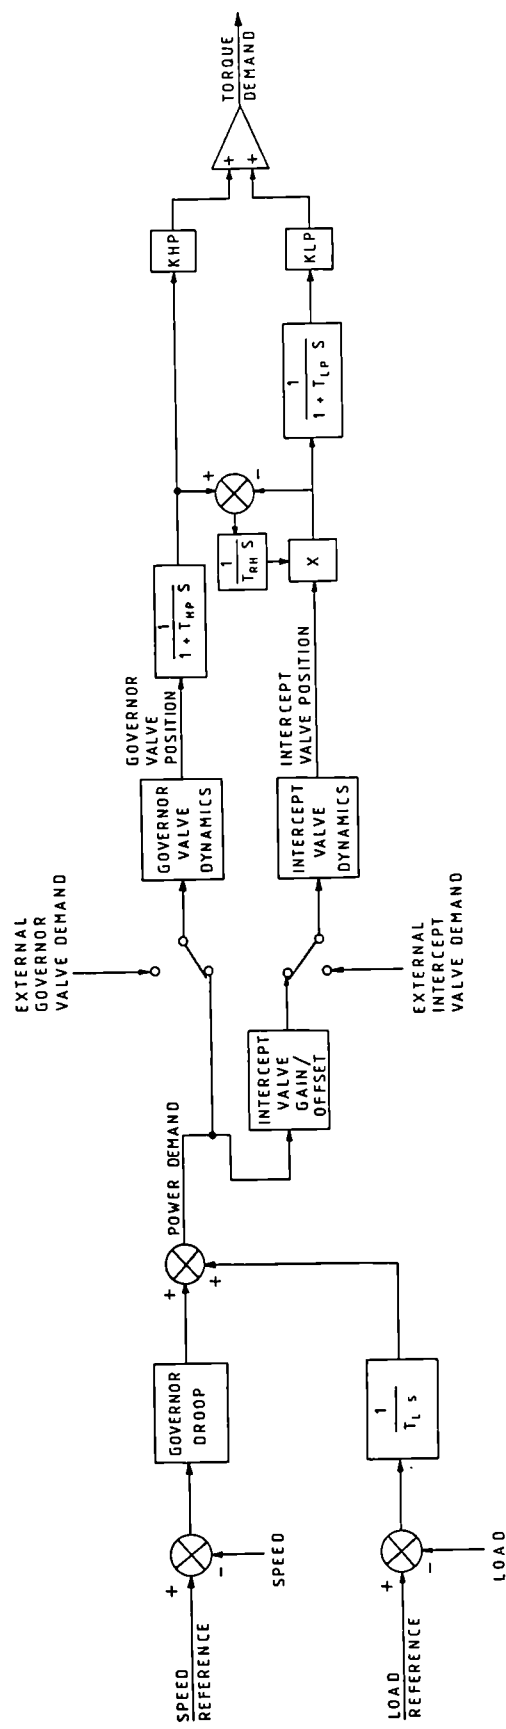 SPEED
REFERENCE
+
-
SPEED
GOVERNOR
DROOP
+
+
POWER DEMAND
LOAD
REFERENCE
+
-
LOAD
1
T_L S
INTERCEPT
VALVE
GAIN/
OFFSET
EXTERNAL
GOVERNOR
VALVE DEMAND
EXTERNAL
INTERCEPT
VALVE DEMAND
GOVERNOR
VALVE
DYNAMICS
INTERCEPT
VALVE
DYNAMICS
GOVERNOR
VALVE
POSITION
INTERCEPT
VALVE POSITION
1
1 + T_HP S
+
-
1
T_RH S
X
1
1 + T_LP S
KHP
KLP
+
+
TORQUE
DEMAND